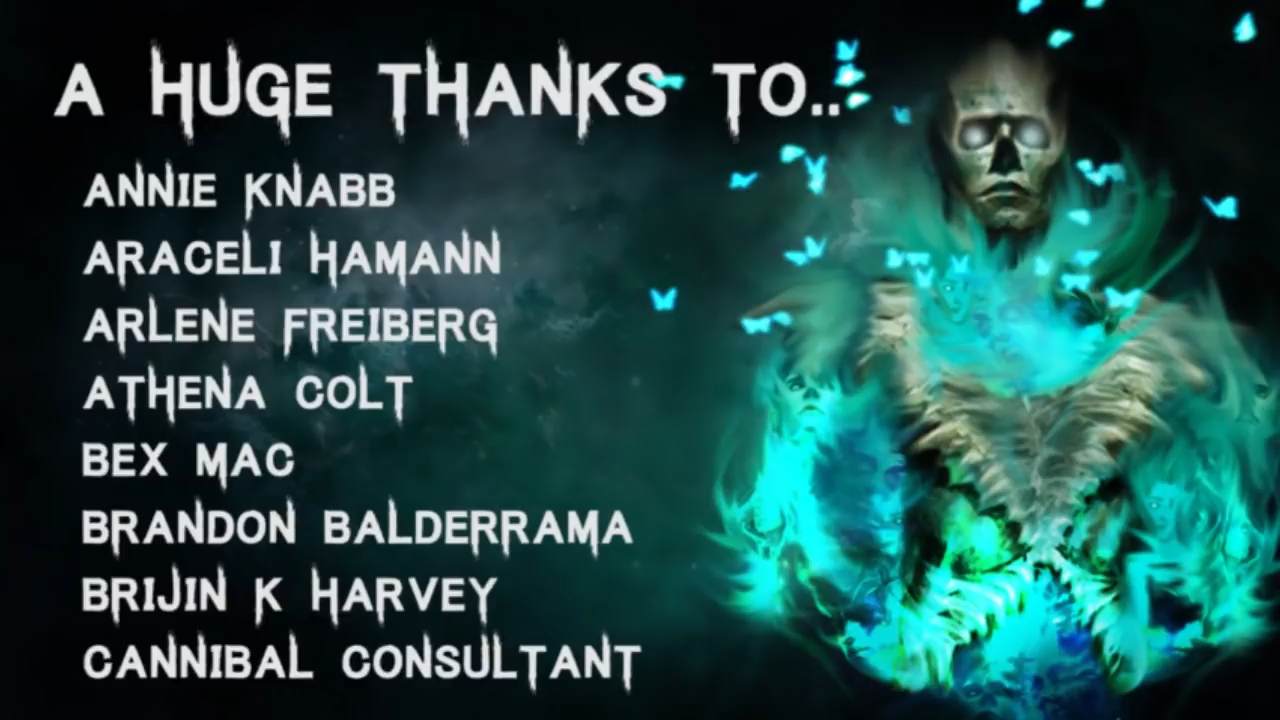 A HUGE THANKS TO..
ANNIE KNABB
ARACELI HAMANN
ARLENE FREIBERG
ATHENA COLT
BEX MAC
BRANDON BALDERRAMA
BRIJIN K HARVEY
CANNIBAL CONSULTANT